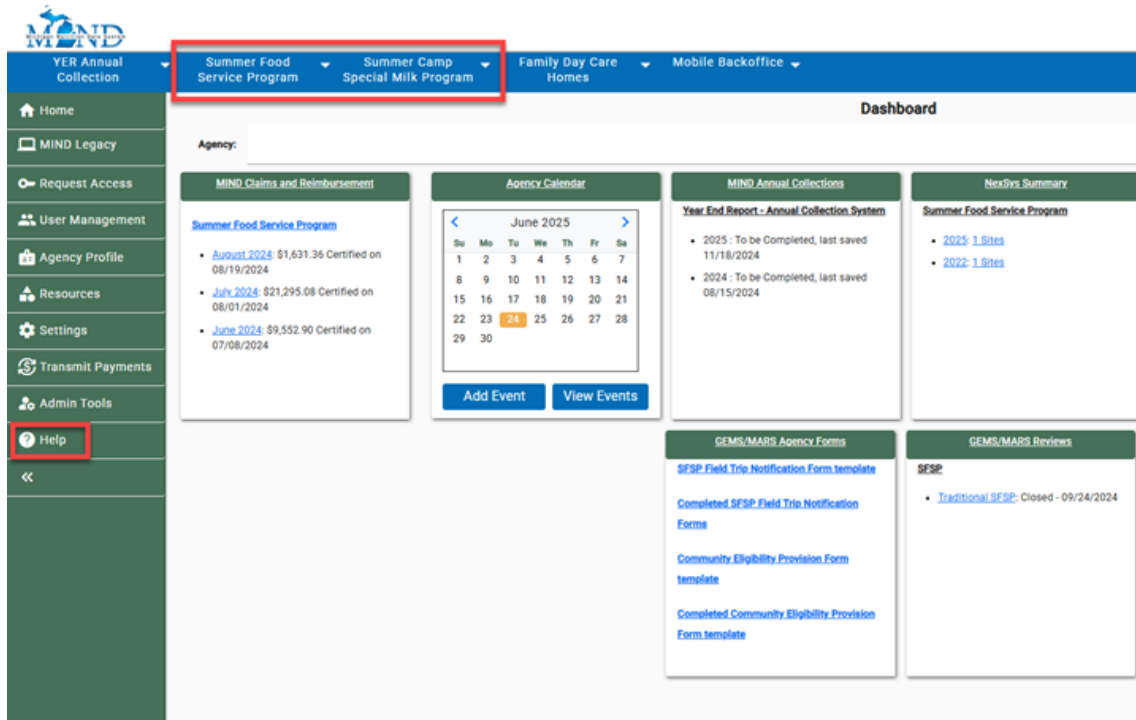 MIND
YER Annual
Collection
Summer Food
Service Program
Summer Camp
Special Milk Program
Family Day Care
Homes
Mobile Backoffice
Home
MIND Legacy
Request Access
User Management
Agency Profile
Resources
Settings
Transmit Payments
Admin Tools
Help
Dashboard
Agency:
MIND Claims and Reimbursement
Summer Food Service Program
August 2024: $1,631.36 Certified on
08/19/2024
July 2024: $21,295.08 Certified on
08/01/2024
June 2024: $9,552.90 Certified on
07/08/2024
Agency Calendar
June 2025
Su Mo Tu We Th Fr Sa
1 2 3 4 5 6 7
8 9 10 11 12 13 14
15 16 17 18 19 20 21
22 23 24 25 26 27 28
29 30
Add Event
View Events
MIND Annual Collections
Year End Report - Annual Collection System
2025 : To be Completed, last saved
11/18/2024
2024 : To be Completed, last saved
08/15/2024
NexSys Summary
Summer Food Service Program
2025: 1 Sites
2022: 1 Sites
GEMS/MARS Agency Forms
SFSP Field Trip Notification Form template
Completed SFSP Field Trip Notification
Forms
Community Eligibility Provision Form
template
Completed Community Eligibility Provision
Form template
GEMS/MARS Reviews
SFSP
Traditional SFSP: Closed - 09/24/2024